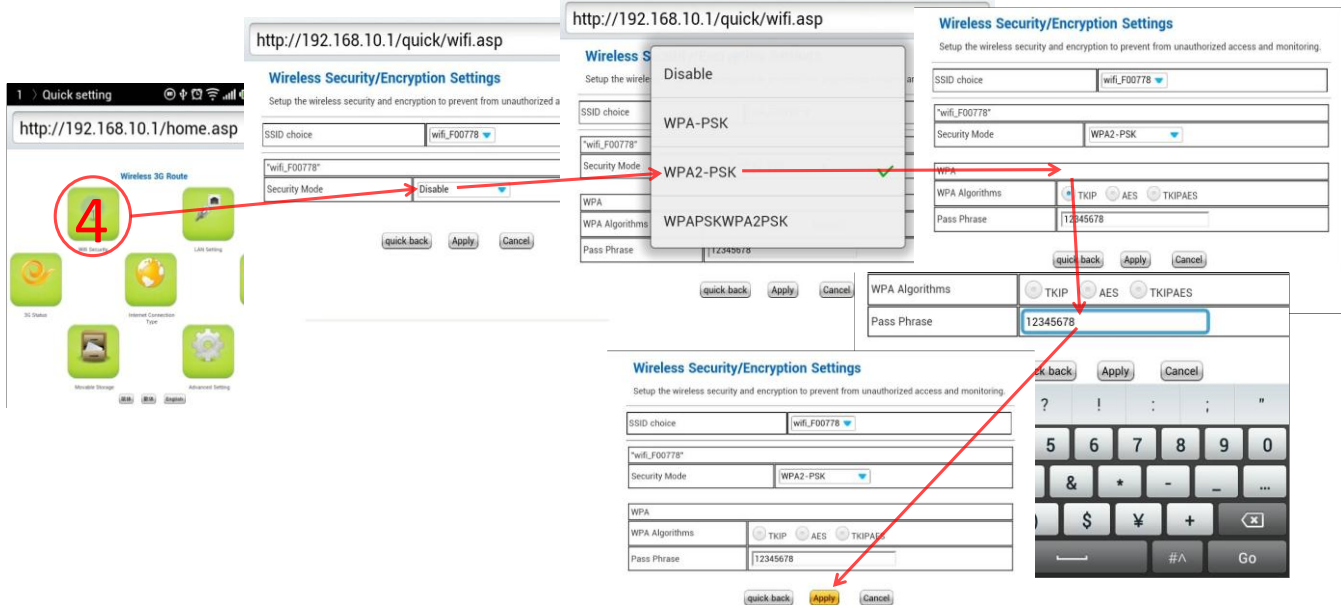 1 〉 Quick setting
http://192.168.10.1/home.asp
Wireless 3G Route
4
Wifi Security
LAN Setting
3G Status
Internet Connection
Type
Movable Storage
Advanced Setting
English
http://192.168.10.1/quick/wifi.asp
Wireless Security/Encryption Settings
Setup the wireless security and encryption to prevent from unauthorized a
SSID choice
wifi_F00778
"wifi_F00778"
Security Mode
Disable
quick back
Apply
Cancel
http://192.168.10.1/quick/wifi.asp
Wireless S
Setup the wirele
SSID choice
"wifi_F00778"
Security Mode
WPA
WPA Algorithms
Pass Phrase
12345678
Disable
WPA-PSK
WPA2-PSK
WPAPSKWPA2PSK
quick back
Apply
Cancel
Wireless Security/Encryption Settings
Setup the wireless security and encryption to prevent from unauthorized access and monitoring.
SSID choice
wifi_F00778
"wifi_F00778"
Security Mode
WPA2-PSK
WPA
WPA Algorithms
TKIP AES TKIPAES
Pass Phrase
12345678
quick back
Apply
Cancel
WPA Algorithms
TKIP AES TKIPAES
Pass Phrase
12345678
ck back
Apply
Cancel
? ! : ; "
5 6 7 8 9 0
& * - _ ...
) $ ¥ +
#^ Go
Wireless Security/Encryption Settings
Setup the wireless security and encryption to prevent from unauthorized access and monitoring.
SSID choice
wifi_F00778
"wifi_F00778"
Security Mode
WPA2-PSK
WPA
WPA Algorithms
TKIP AES TKIPAES
Pass Phrase
12345678
quick back
Apply
Cancel